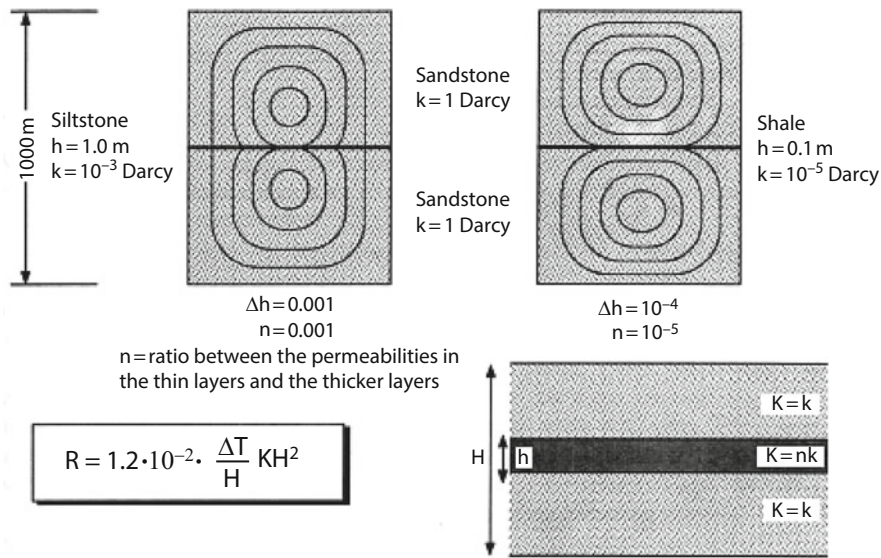 1000 m
Siltstone
h = 1.0 m
k = 10⁻³ Darcy
Sandstone
k = 1 Darcy
Sandstone
k = 1 Darcy
Shale
h = 0.1 m
k = 10⁻⁵ Darcy
Δh = 0.001
n = 0.001
Δh = 10⁻⁴
n = 10⁻⁵
n = ratio between the permeabilities in
the thin layers and the thicker layers
R = 1.2·10⁻²· ΔT/H KH²
H
h
K = k
K = nk
K = k